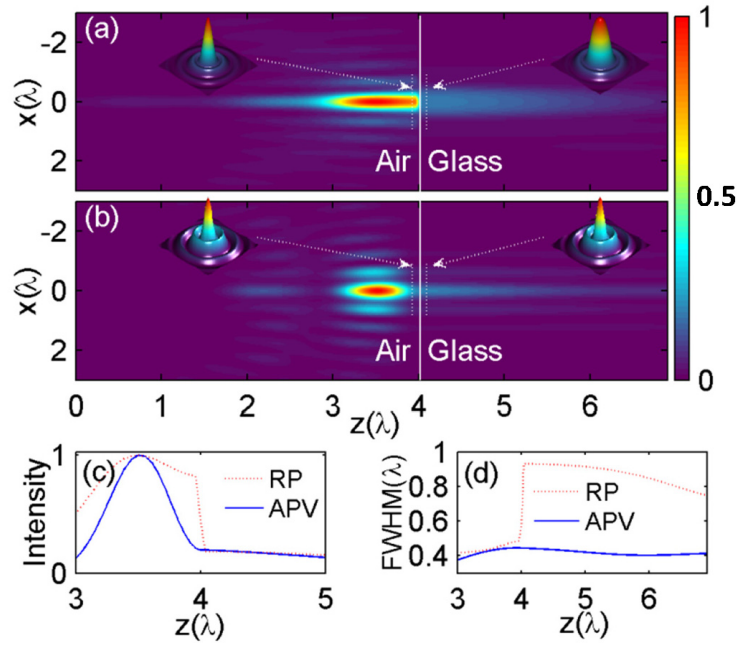 (a)
-2
0
2
x(λ)
Air Glass
1
0.5
0
(b)
-2
0
2
x(λ)
Air Glass
0 1 2 3 4 5 6
z(λ)
(c)
1
0
Intensity
RP
APV
3 4 5
z(λ)
(d)
1
0.8
0.6
0.4
FWHM(λ)
RP
APV
3 4 5 6
z(λ)